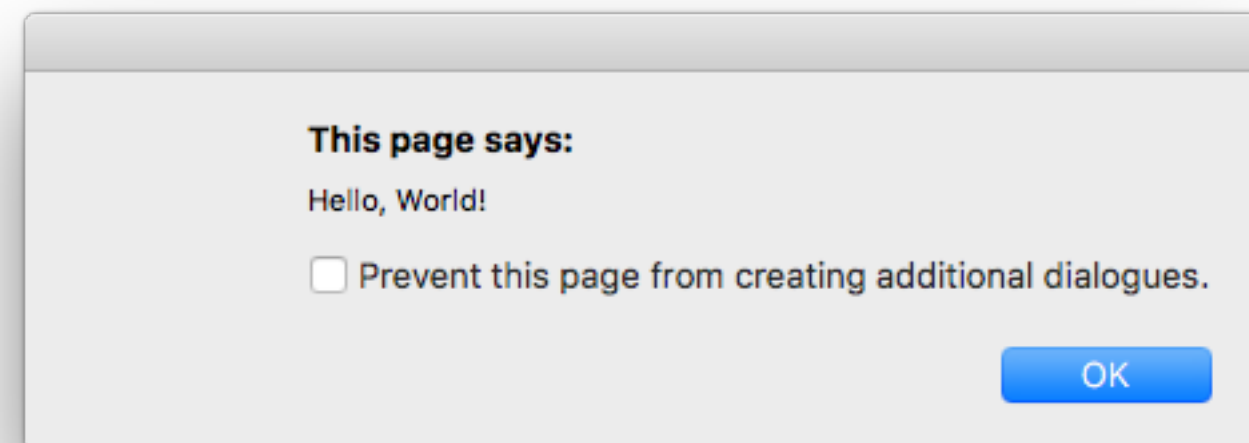 This page says:
Hello, World!
Prevent this page from creating additional dialogues.
OK